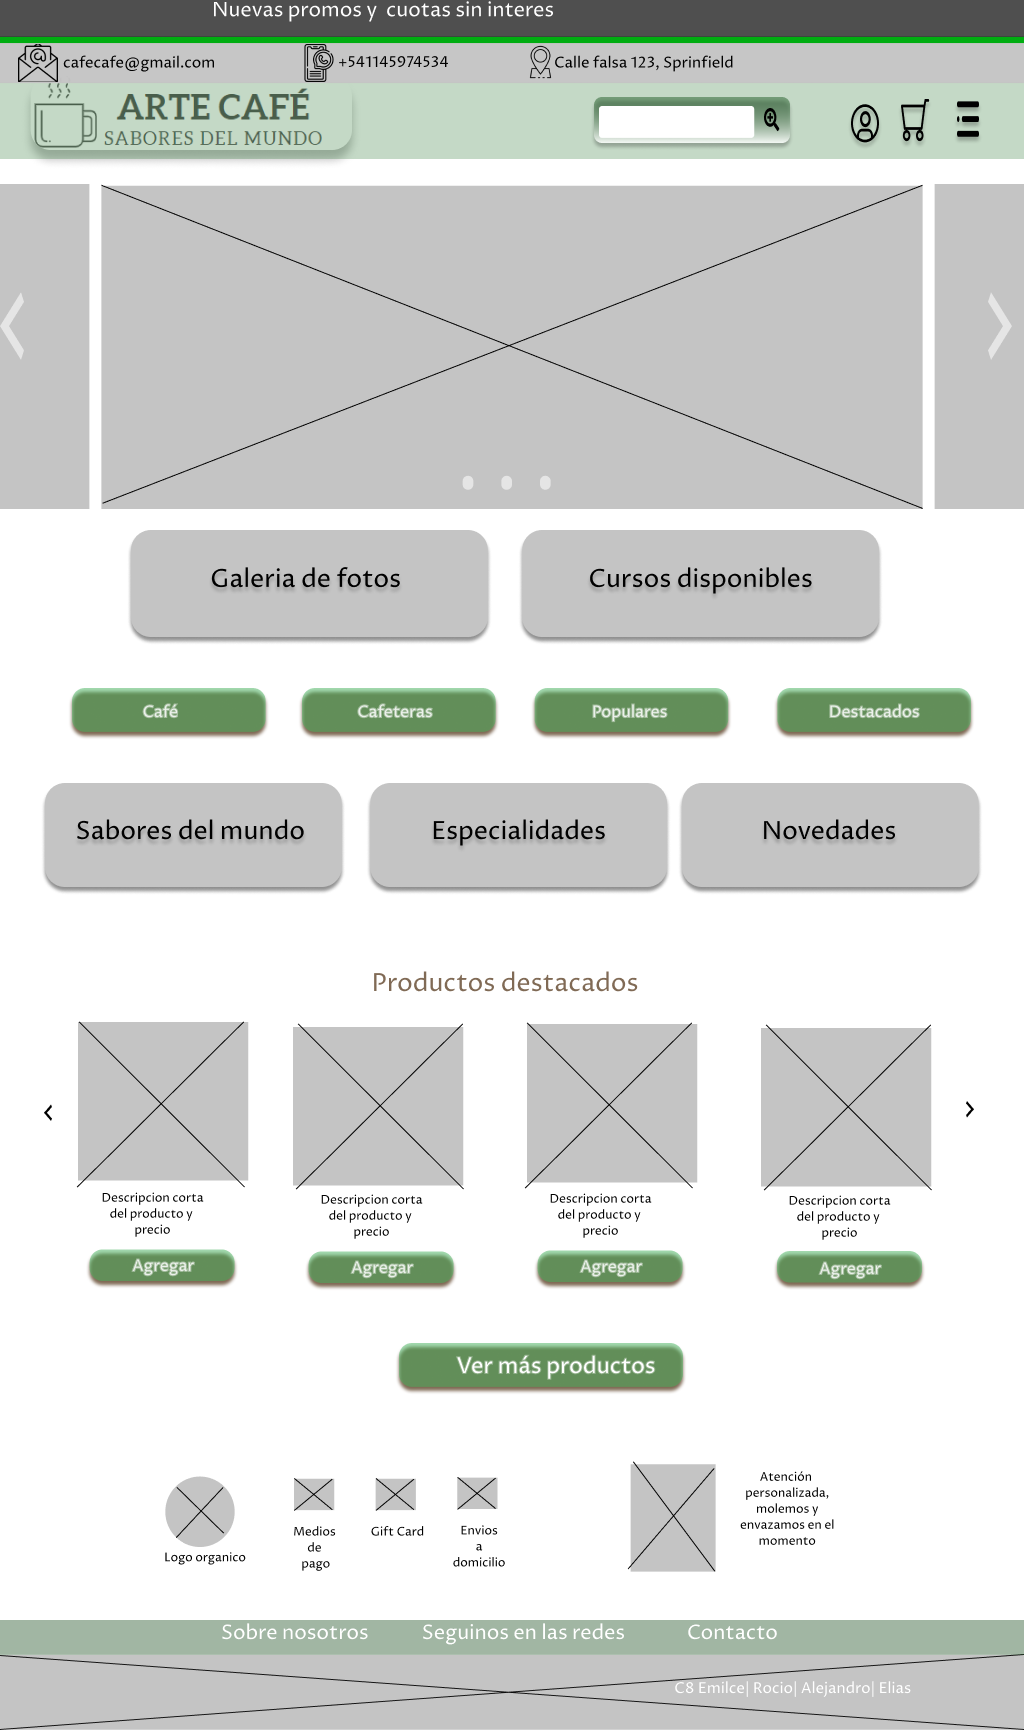 Nuevas promos y cuotas sin interes
cafecafe@gmail.com
+541145974534
Calle falsa 123, Sprinfield
ARTE CAFÉ
SABORES DEL MUNDO
Galeria de fotos
Cursos disponibles
Café
Cafeteras
Populares
Destacados
Sabores del mundo
Especialidades
Novedades
Productos destacados
Descripcion corta
del producto y
precio
Descripcion corta
del producto y
precio
Descripcion corta
del producto y
precio
Descripcion corta
del producto y
precio
Agregar
Agregar
Agregar
Agregar
Ver más productos
Logo organico
Medios
de
pago
Gift Card
Envios
a
domicilio
Atención
personalizada,
molemos y
envazamos en el
momento
Sobre nosotros
Seguinos en las redes
Contacto
C8 Emilce| Rocio| Alejandro| Elias